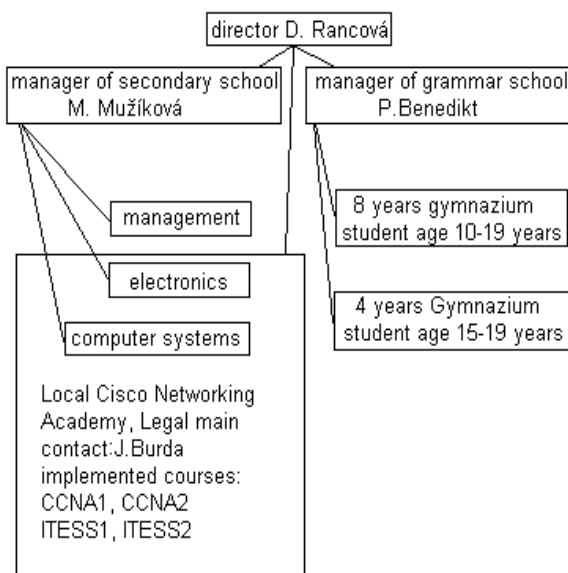 director D. Rancová
manager of secondary school
M. Mužíková
manager of grammar school
P.Benedikt
management
electronics
computer systems
8 years gymnazium
student age 10-19 years
4 years Gymnazium
student age 15-19 years
Local Cisco Networking
Academy, Legal main
contact:J.Burda
implemented courses:
CCNA1, CCNA2
ITESS1, ITESS2